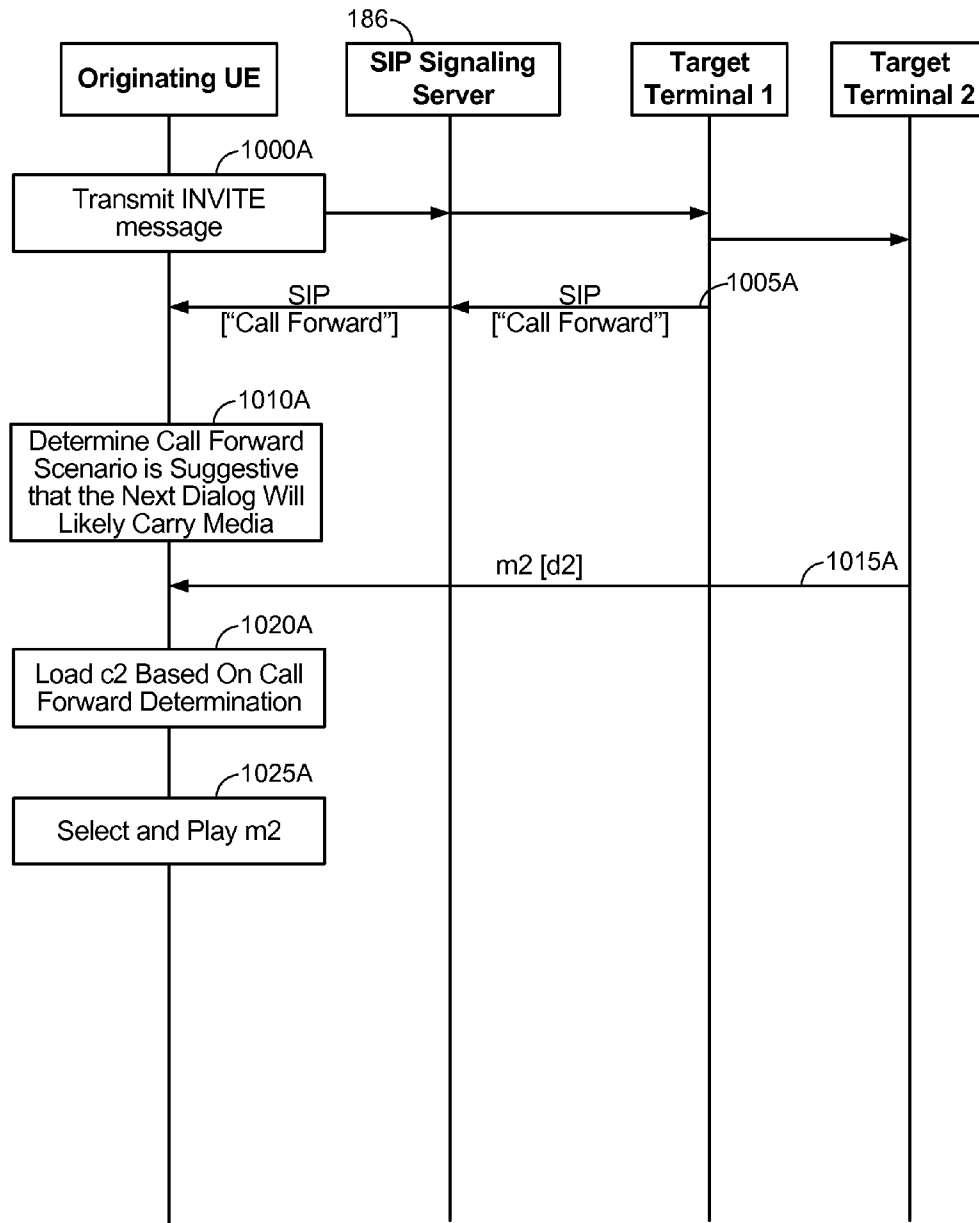 186
Originating UE
SIP Signaling
Server
Target
Terminal 1
Target
Terminal 2
1000A
Transmit INVITE
message
1005A
SIP
["Call Forward"]
SIP
["Call Forward"]
1010A
Determine Call Forward
Scenario is Suggestive
that the Next Dialog Will
Likely Carry Media
m2 [d2]
1015A
1020A
Load c2 Based On Call
Forward Determination
1025A
Select and Play m2